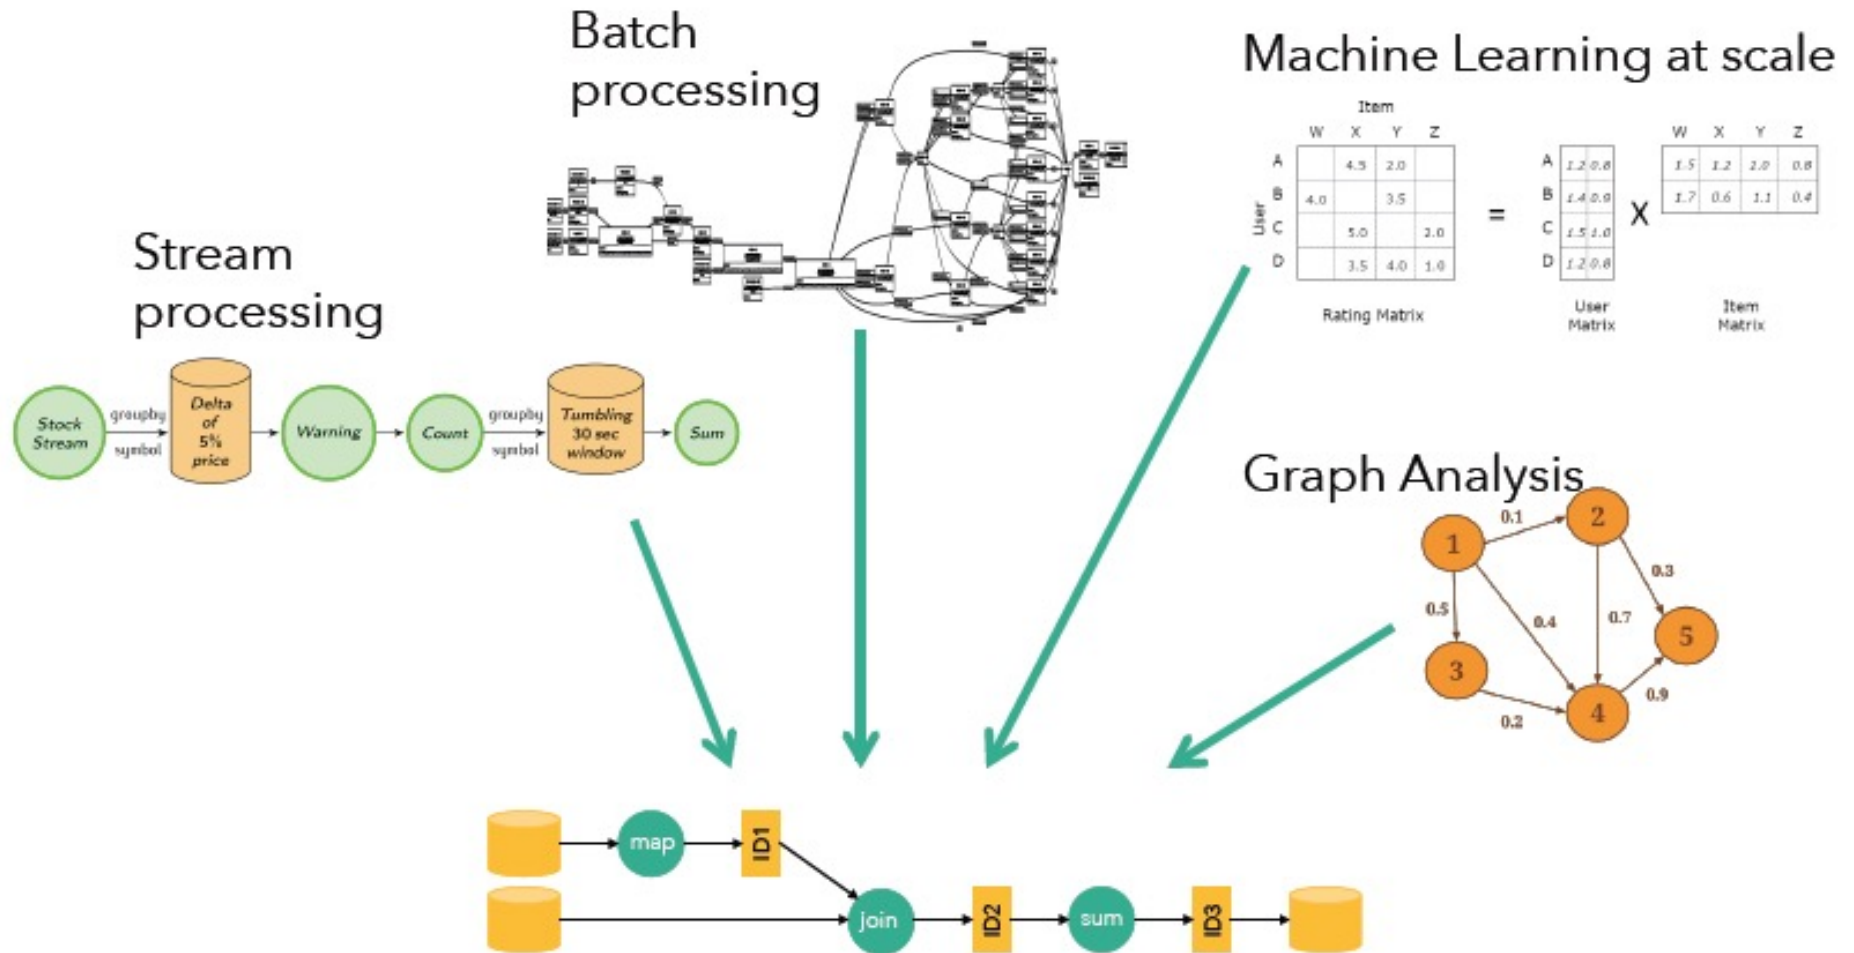 Batch
processing
Machine Learning at scale
Item
W X Y Z
User
A 4.5 2.0
B 4.0 3.5
C 5.0 2.0
D 3.5 4.0 1.0
Rating Matrix
=
A 1.2 0.8
B 1.4 0.9
C 1.5 1.0
D 1.2 0.8
User
Matrix
X
W X Y Z
1.5 1.2 1.0 0.8
1.7 0.6 1.1 0.4
Item
Matrix
Stream
processing
Stock
Stream
groupby
symbol
Delta
of
5%
price
Warning
Count
groupby
symbol
Tumbling
30 sec
window
Sum
Graph Analysis
1
2
3
4
5
0.1
0.3
0.5
0.4
0.7
0.9
0.2
map
ID1
join
ID2
sum
ID3